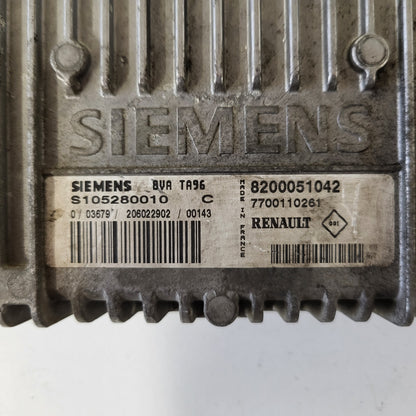 SIEMENS
SIEMENS BVA TA96
S105280010 C
0 / 03679 / 206022902 / 00143
MADE IN FRANCE
8200051042
7700110261
RENAULT